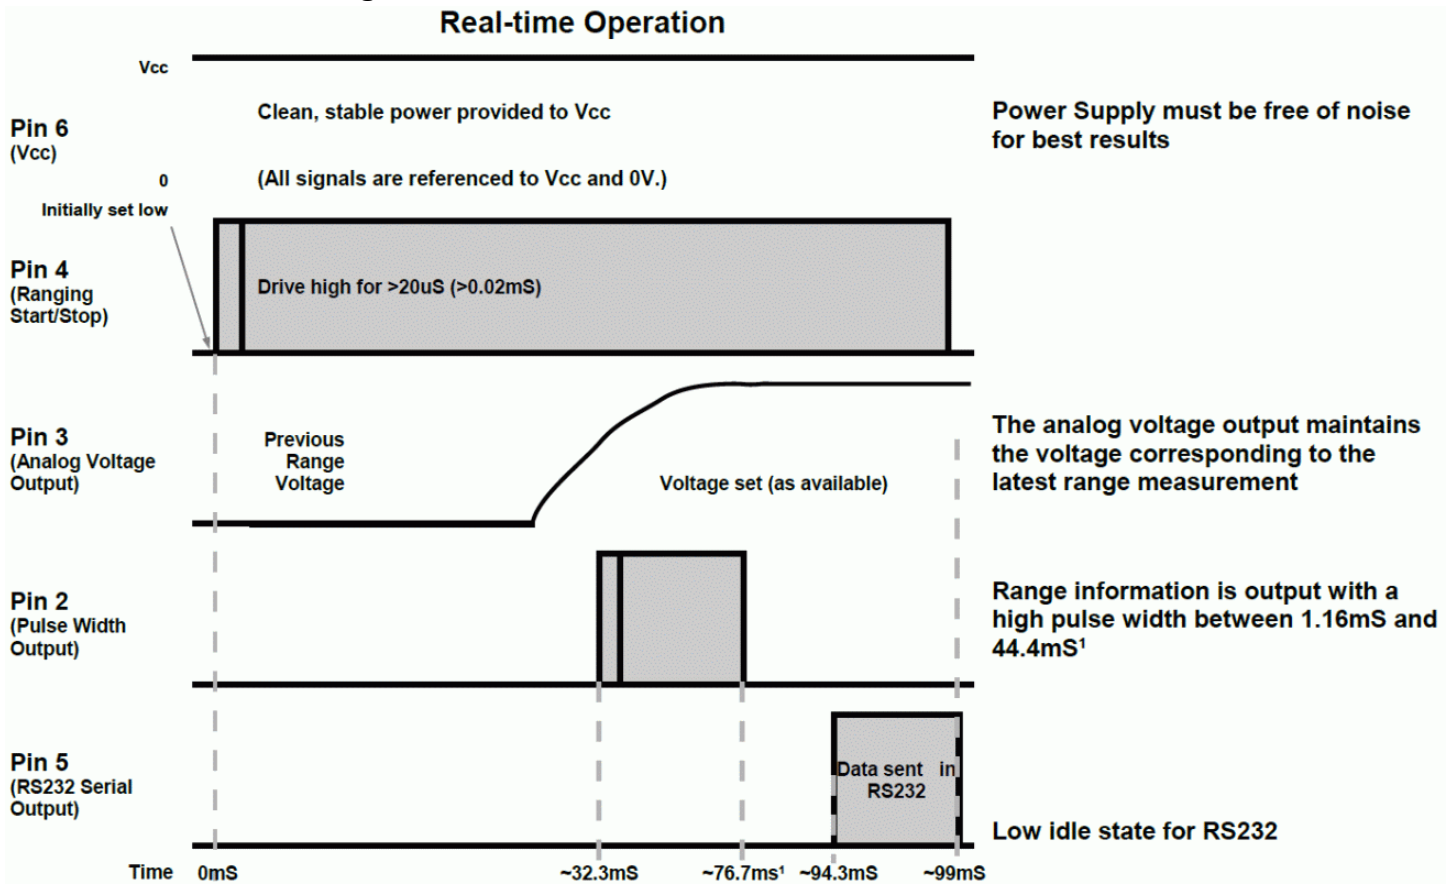 Real-time Operation
Vcc
Pin 6
(Vcc)
0
Clean, stable power provided to Vcc
(All signals are referenced to Vcc and 0V.)
Power Supply must be free of noise
for best results
Initially set low
Pin 4
(Ranging
Start/Stop)
Drive high for >20uS (>0.02mS)
Pin 3
(Analog Voltage
Output)
Previous
Range
Voltage
Voltage set (as available)
The analog voltage output maintains
the voltage corresponding to the
latest range measurement
Pin 2
(Pulse Width
Output)
Range information is output with a
high pulse width between 1.16mS and
44.4mS¹
Pin 5
(RS232 Serial
Output)
Data sent in
RS232
Low idle state for RS232
Time 0mS ~32.3mS ~76.7ms¹ ~94.3mS ~99mS